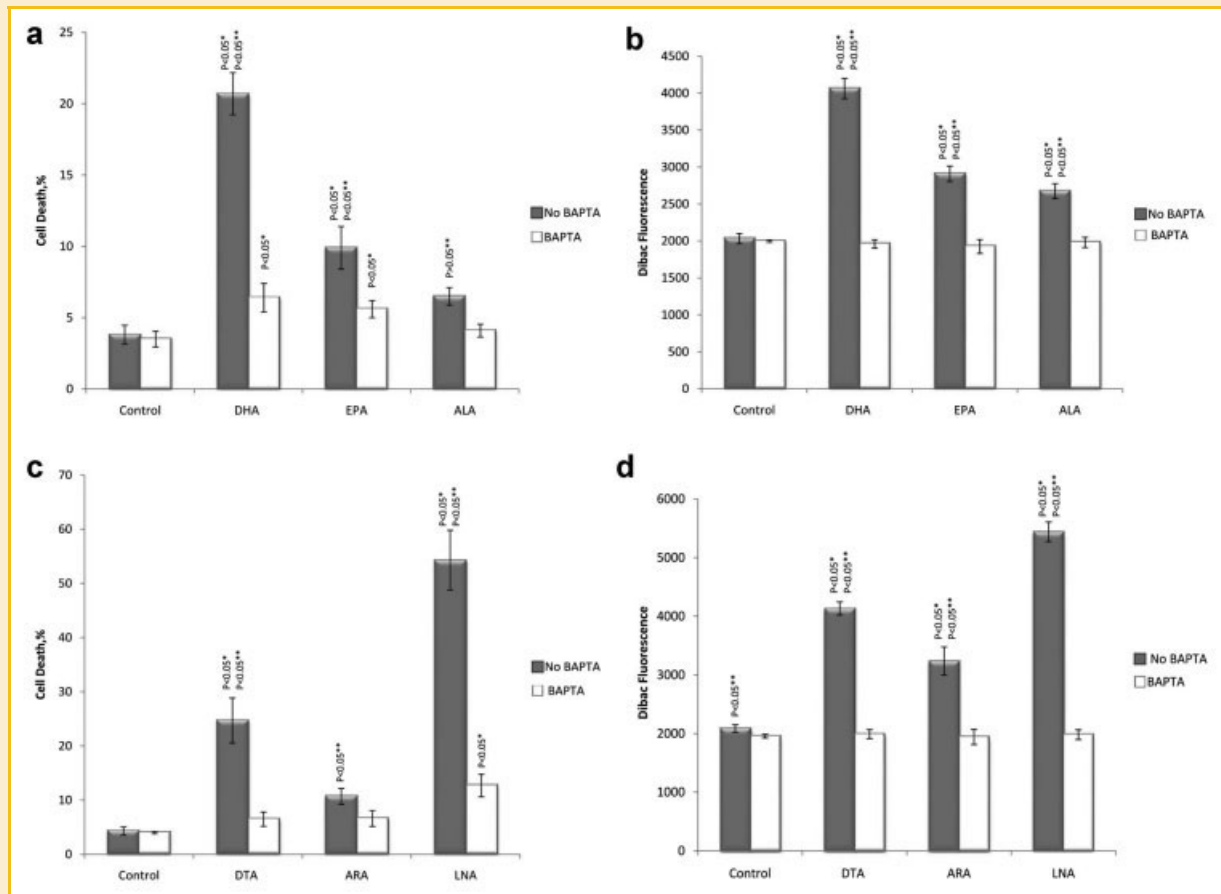 a
25
20
15
10
5
0
Cell Death,%
P<0.05*
P<0.05**
P<0.05*
P<0.05*
P<0.05**
P<0.05*
P>0.05**
Control DHA EPA ALA
No BAPTA
BAPTA
b
4500
4000
3500
3000
2500
2000
1500
1000
500
0
Dibac Fluorescence
P<0.05*
P<0.05**
P<0.05*
P<0.05**
P<0.05*
P<0.05**
Control DHA EPA ALA
No BAPTA
BAPTA
c
70
60
50
40
30
20
10
0
Cell Death,%
P<0.05*
P<0.05**
P<0.05**
P<0.05*
P<0.05**
P<0.05*
Control DTA ARA LNA
No BAPTA
BAPTA
d
6000
5000
4000
3000
2000
1000
0
Dibac Fluorescence
P<0.05**
P<0.05*
P<0.05**
P<0.05*
P<0.05**
P<0.05*
P<0.05**
Control DTA ARA LNA
No BAPTA
BAPTA